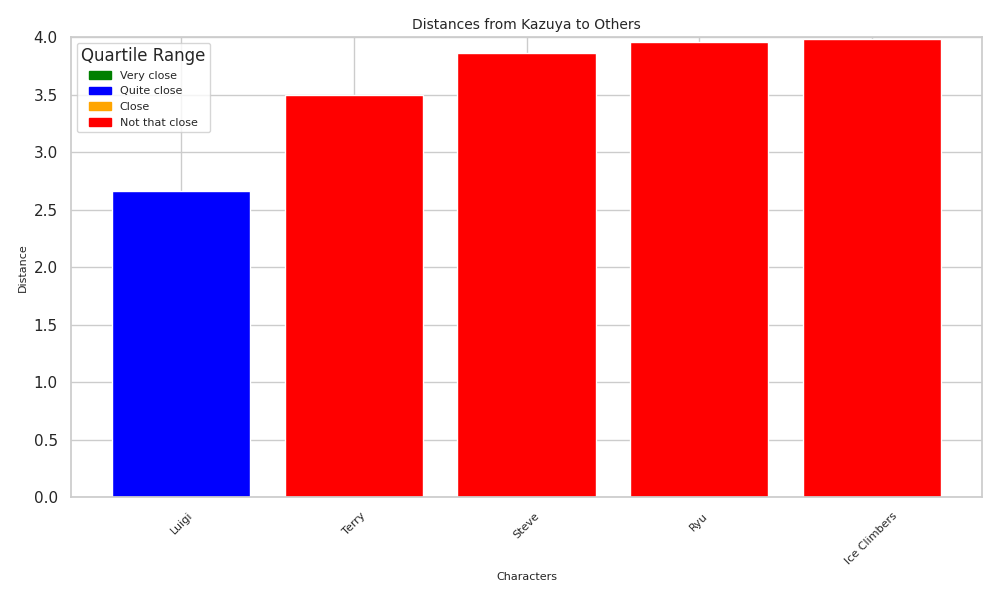 Distances from Kazuya to Others
Quartile Range
Very close
Quite close
Close
Not that close
4.0
3.5
3.0
2.5
2.0
1.5
1.0
0.5
0.0
Distance
Luigi
Terry
Steve
Ryu
Ice Climbers
Characters